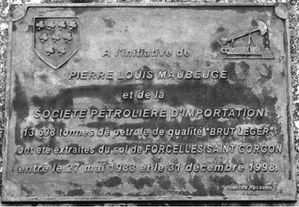 A l'initiative de
PIERRE LOUIS MAUBEUGE
et de la
SOCIETE PETROLIERE D'IMPORTATION
13 698 tonnes de pétrole de qualité "BRUT LEGER"
ont été extraites du sol de FORCELLES SAINT GORGON
entre le 27 mai 1983 et le 31 décembre 1998.